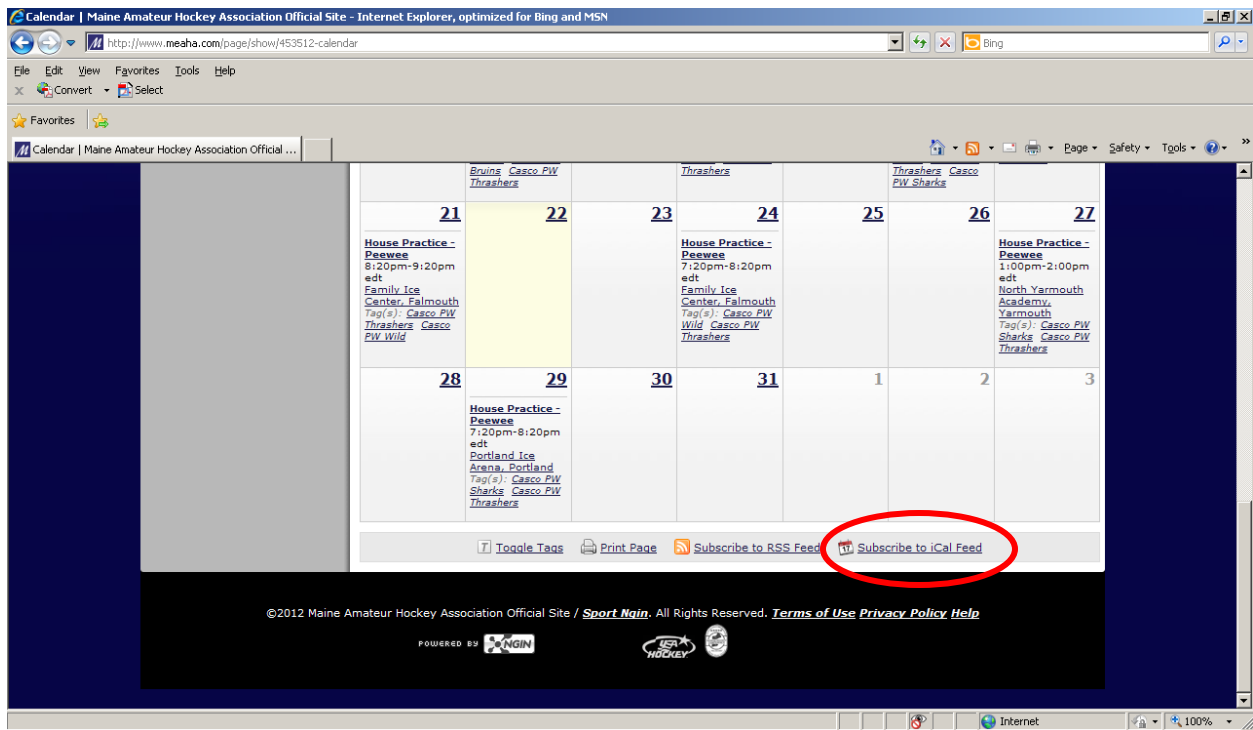 Calendar | Maine Amateur Hockey Association Official Site - Internet Explorer, optimized for Bing and MSN
http://www.meaha.com/page/show/453512-calendar
Bing
File Edit View Favorites Tools Help
x Convert Select
Favorites
Calendar | Maine Amateur Hockey Association Official ...
Page Safety Tools »
Bruins Casco PW
Thrashers
Thrashers
Thrashers Casco
PW Sharks
21 22 23 24 25 26 27
House Practice -
Peewee
8:20pm-9:20pm
edt
Family Ice
Center, Falmouth
Tag(s): Casco PW
Thrashers Casco
PW Wild
House Practice -
Peewee
7:20pm-8:20pm
edt
Family Ice
Center, Falmouth
Tag(s): Casco PW
Wild Casco PW
Thrashers
House Practice -
Peewee
1:00pm-2:00pm
edt
North Yarmouth
Academy,
Yarmouth
Tag(s): Casco PW
Sharks Casco PW
Thrashers
28 29 30 31 1 2 3
House Practice -
Peewee
7:20pm-8:20pm
edt
Portland Ice
Arena, Portland
Tag(s): Casco PW
Sharks Casco PW
Thrashers
T Toggle Tags Print Page Subscribe to RSS Feed 17 Subscribe to iCal Feed
©2012 Maine Amateur Hockey Association Official Site / Sport Ngin. All Rights Reserved. Terms of Use Privacy Policy Help
POWERED BY NGIN USA HOCKEY
Internet 100%